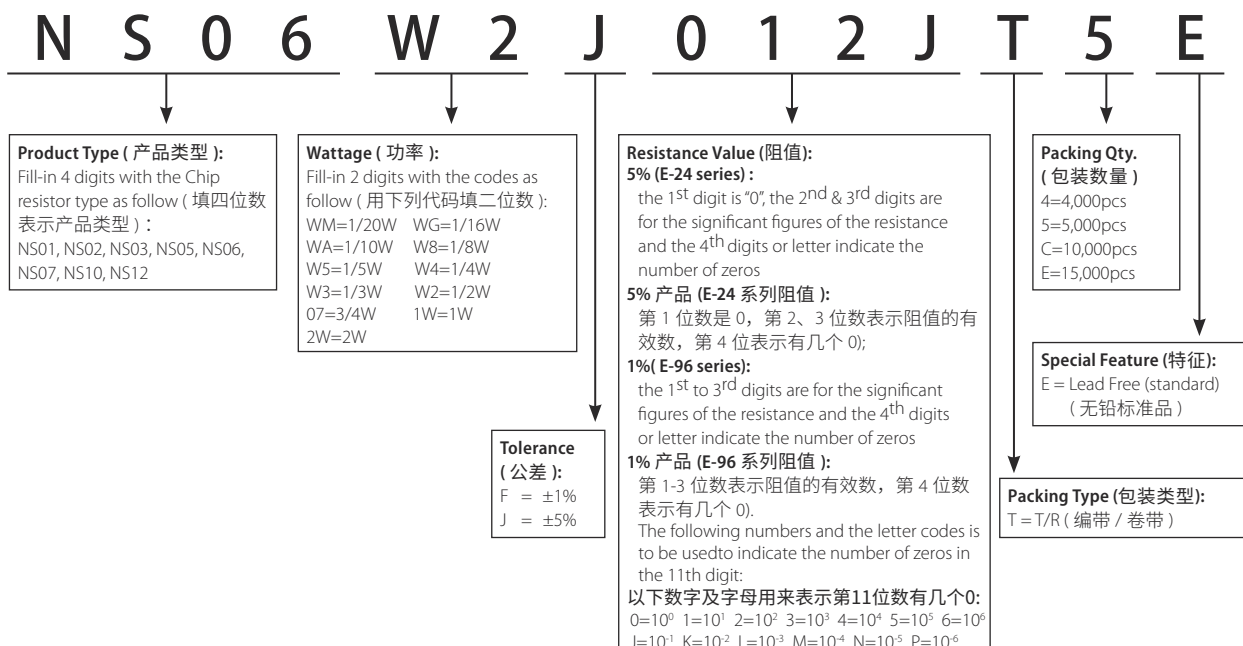 N S 0 6 W 2 J 0 1 2 J T 5 E
Product Type ( 产品类型 ):
Fill-in 4 digits with the Chip
resistor type as follow ( 填四位数
表示产品类型 ) :
NS01, NS02, NS03, NS05, NS06,
NS07, NS10, NS12
Wattage ( 功率 ):
Fill-in 2 digits with the codes as
follow ( 用下列代码填二位数 ):
WM=1/20W WG=1/16W
WA=1/10W W8=1/8W
W5=1/5W W4=1/4W
W3=1/3W W2=1/2W
07=3/4W 1W=1W
2W=2W
Tolerance
( 公差 ):
F = ±1%
J = ±5%
Resistance Value (阻值):
5% (E-24 series) :
the 1st digit is “0”, the 2nd & 3rd digits are
for the significant figures of the resistance
and the 4th digits or letter indicate the
number of zeros
5% 产品 (E-24 系列阻值 ):
第 1 位数是 0，第 2、3 位数表示阻值的有
效数，第 4 位表示有几个 0);
1%( E-96 series):
the 1st to 3rd digits are for the significant
figures of the resistance and the 4th digits
or letter indicate the number of zeros
1% 产品 (E-96 系列阻值 ):
第 1-3 位数表示阻值的有效数，第 4 位数
表示有几个 0).
The following numbers and the letter codes is
to be usedto indicate the number of zeros in
the 11th digit:
以下数字及字母用来表示第11位数有几个0:
0=10⁰ 1=10¹ 2=10² 3=10³ 4=10⁴ 5=10⁵ 6=10⁶
J=10⁻¹ K=10⁻² L=10⁻³ M=10⁻⁴ N=10⁻⁵ P=10⁻⁶
Packing Qty.
( 包装数量 )
4=4,000pcs
5=5,000pcs
C=10,000pcs
E=15,000pcs
Special Feature (特征):
E = Lead Free (standard)
( 无铅标准品 )
Packing Type (包装类型):
T = T/R ( 编带 / 卷带 )